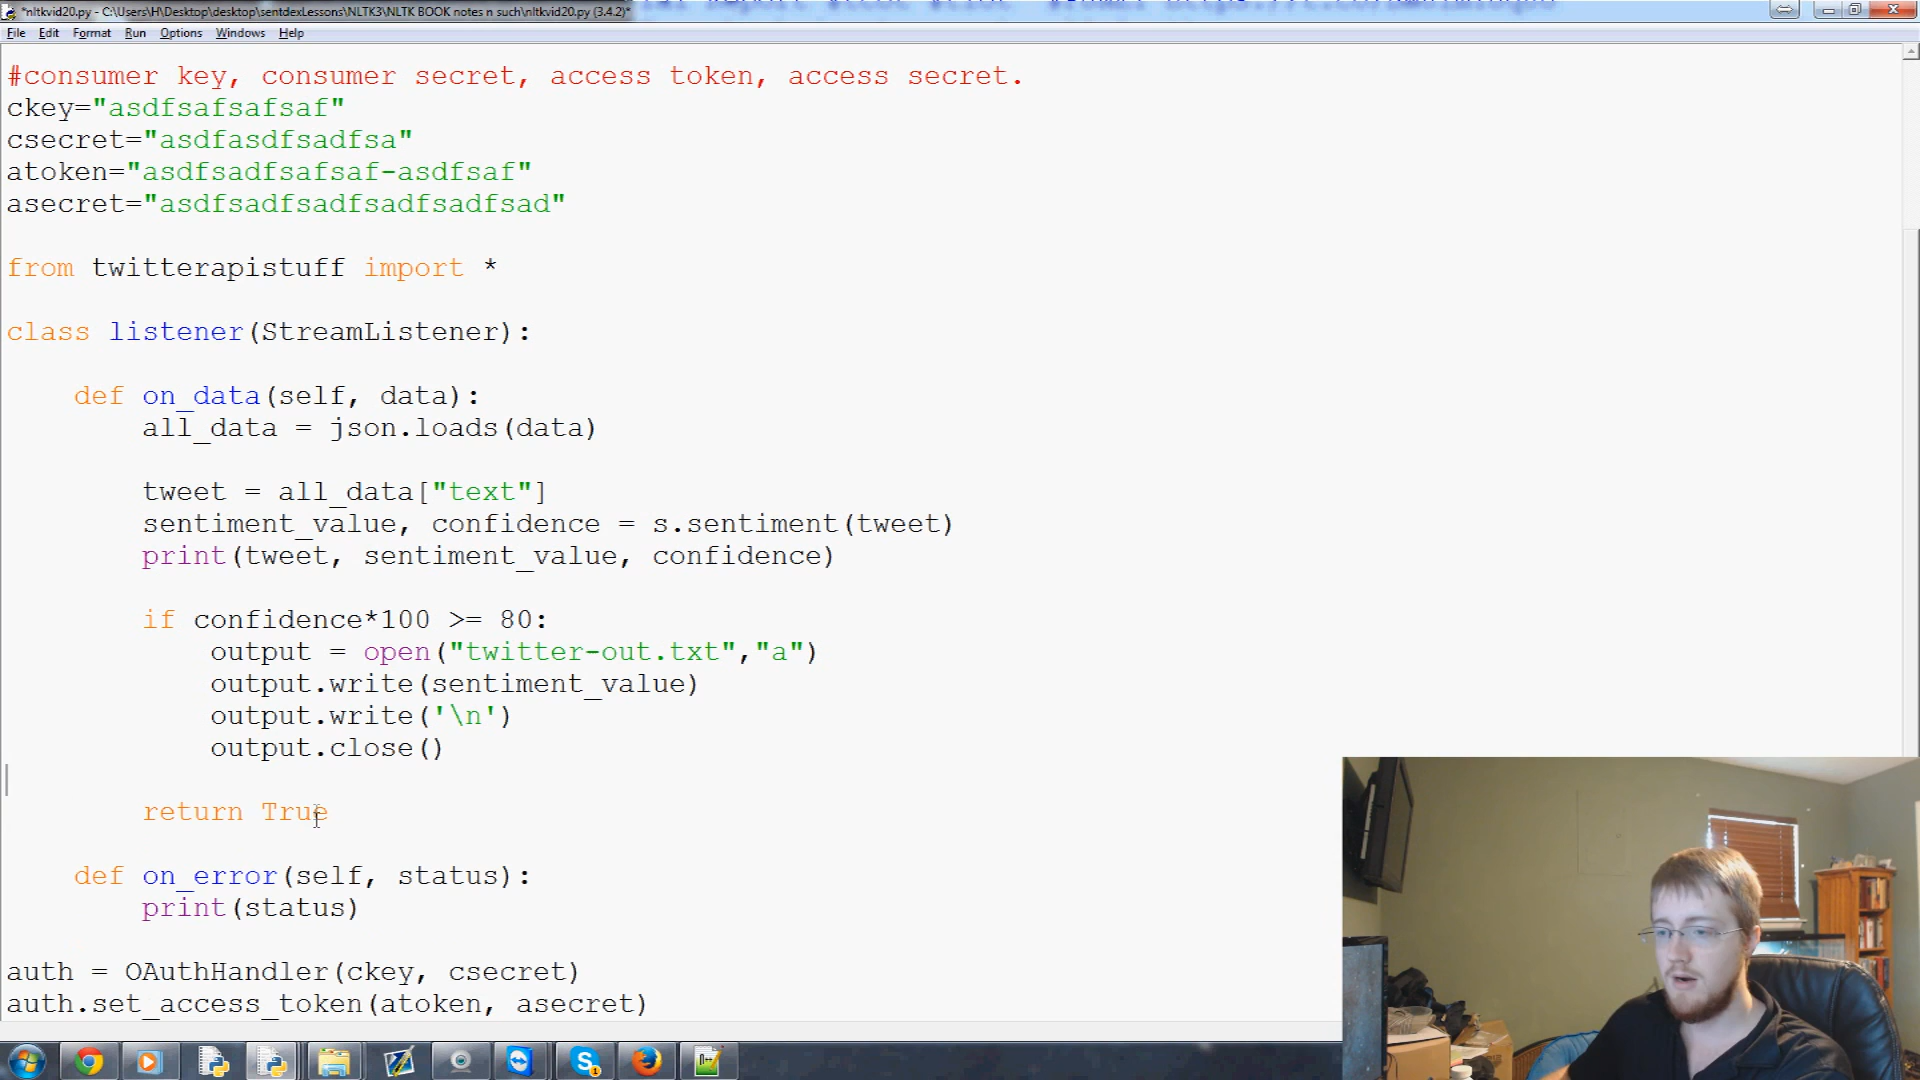 *nltkvid20.py - C:\Users\H\Desktop\desktop\sentdexLessons\NLTK3\NLTK BOOK notes n such\nltkvid20.py (3.4.2)*
File Edit Format Run Options Windows Help
#consumer key, consumer secret, access token, access secret.
ckey="asdfsafsafsaf"
csecret="asdfasdfsadfsa"
atoken="asdfsadfsafsaf-asdfsaf"
asecret="asdfsadfsadfsadfsadfsad"
from twitterapistuff import *
class listener(StreamListener):
def on_data(self, data):
all_data = json.loads(data)
tweet = all_data["text"]
sentiment_value, confidence = s.sentiment(tweet)
print(tweet, sentiment_value, confidence)
if confidence*100 >= 80:
output = open("twitter-out.txt","a")
output.write(sentiment_value)
output.write('\n')
output.close()
return True
def on_error(self, status):
print(status)
auth = OAuthHandler(ckey, csecret)
auth.set_access_token(atoken, asecret)